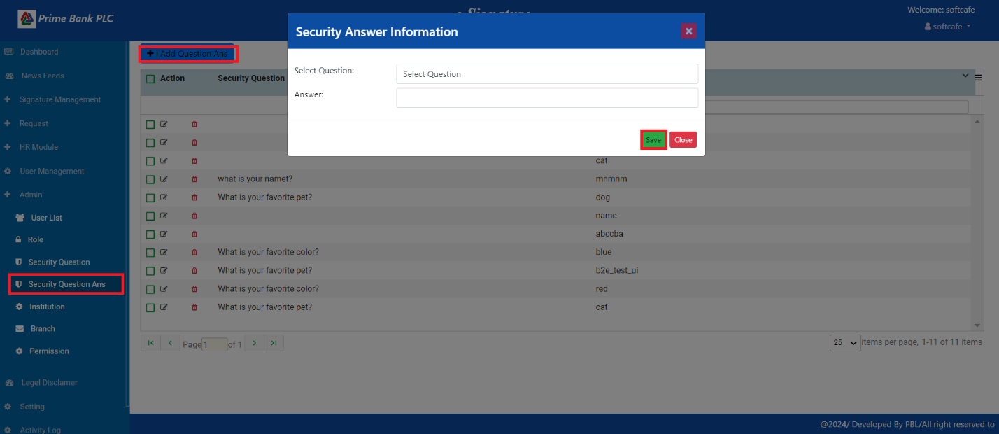 e-Signature
Prime Bank PLC
Welcome: softcafe
softcafe
Security Answer Information
Select Question:
Select Question
Answer:
Save
Close
Dashboard
News Feeds
Signature Management
Request
HR Module
User Management
Admin
User List
Role
Security Question
Security Question Ans
Institution
Branch
Permission
Legel Disclamer
Setting
Activity Log
+ | Add Question Ans
Action Security Question
cat
what is your namet? mnmnm
What is your favorite pet? dog
name
abccba
What is your favorite color? blue
What is your favorite pet? b2e_test_ui
What is your favorite color? red
What is your favorite pet? cat
Page 1 of 1
25 items per page, 1-11 of 11 items
@2024/ Developed By PBL/All right reserved to